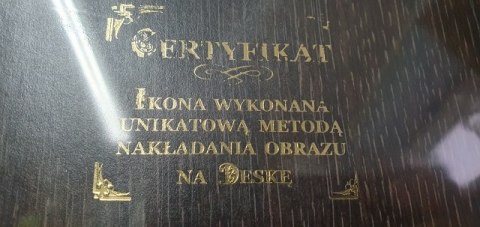 CERTYFIKAT
IKONA WYKONANA
UNIKATOWĄ METODĄ
NAKŁADANIA OBRAZU
NA DESKĘ